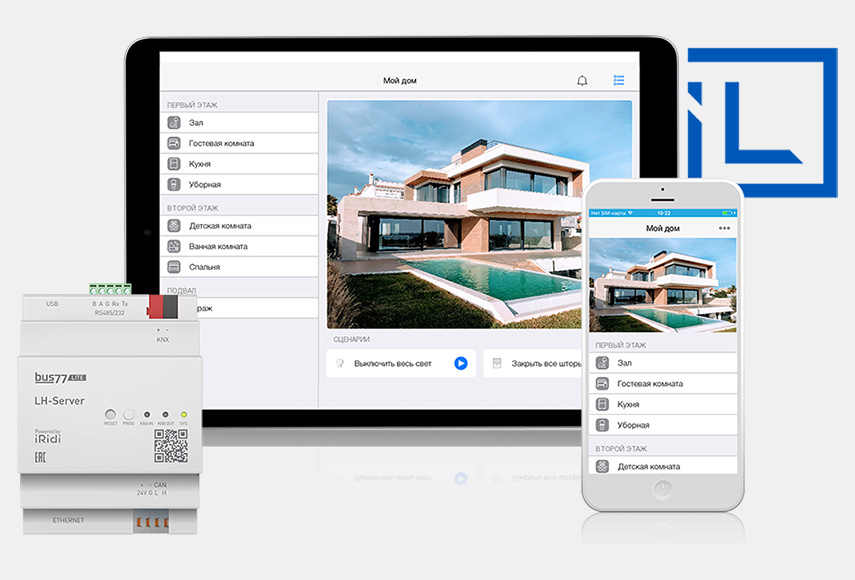 Мой дом
ПЕРВЫЙ ЭТАЖ
Зал
Гостевая комната
Кухня
Уборная
ВТОРОЙ ЭТАЖ
Детская комната
Ванная комната
Спальня
ПОДВАЛ
раж
СЦЕНАРИИ
Выключить весь свет
Закрыть все шторы
iL
Нет SIM-карты
10:22
Мой дом
ПЕРВЫЙ ЭТАЖ
Зал
Гостевая комната
Кухня
Уборная
ВТОРОЙ ЭТАЖ
Детская комната
USB
B A G Rx Tx
RS485/232
+ -
KNX
bus77 LITE
LH-Server
RESET PROG KNX IN KNX OUT SYS
Powered by
iRidi
EAC
+ - CAN
24V G L H
ETHERNET